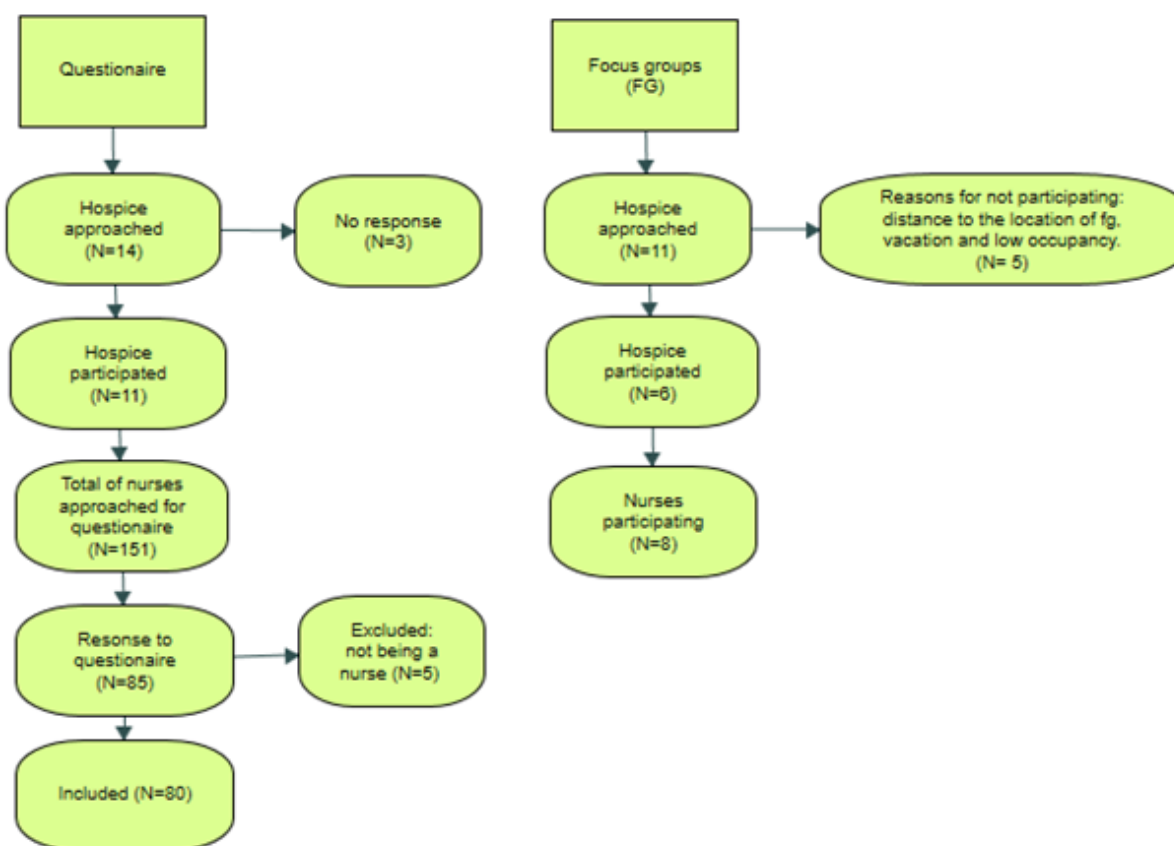 Questionaire
Hospice
approached
(N=14)
No response
(N=3)
Hospice
participated
(N=11)
Total of nurses
approached for
questionaire
(N=151)
Resonse to
questionaire
(N=85)
Excluded:
not being a
nurse (N=5)
Included (N=80)
Focus groups
(FG)
Hospice
approached
(N=11)
Reasons for not participating:
distance to the location of fg,
vacation and low occupancy.
(N= 5)
Hospice
participated
(N=6)
Nurses
participating
(N=8)